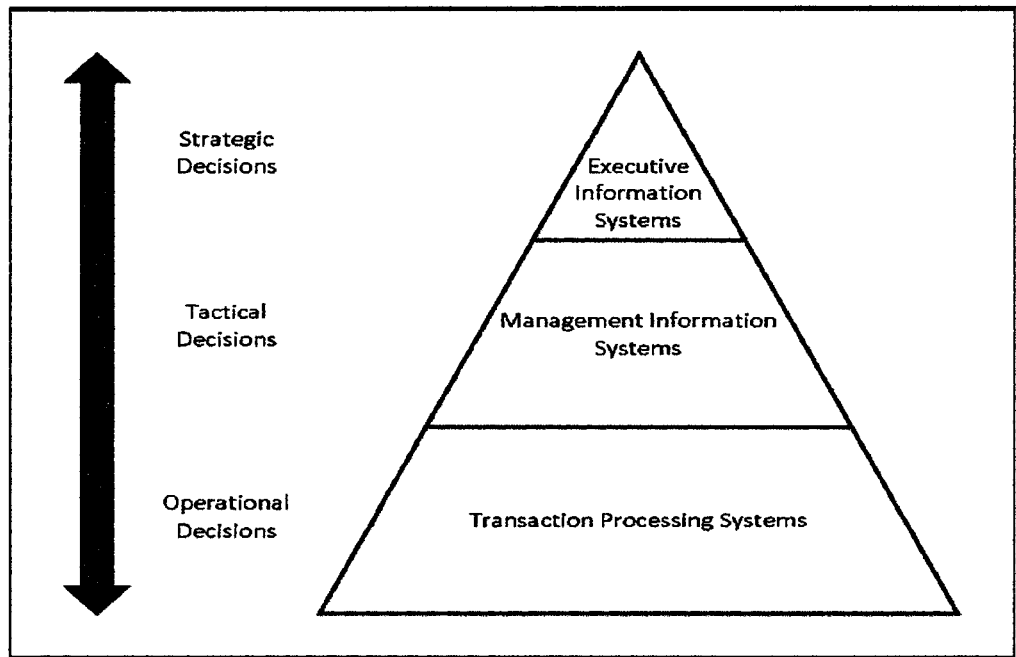 Strategic
Decisions
Executive
Information
Systems
Tactical
Decisions
Management Information
Systems
Operational
Decisions
Transaction Processing Systems